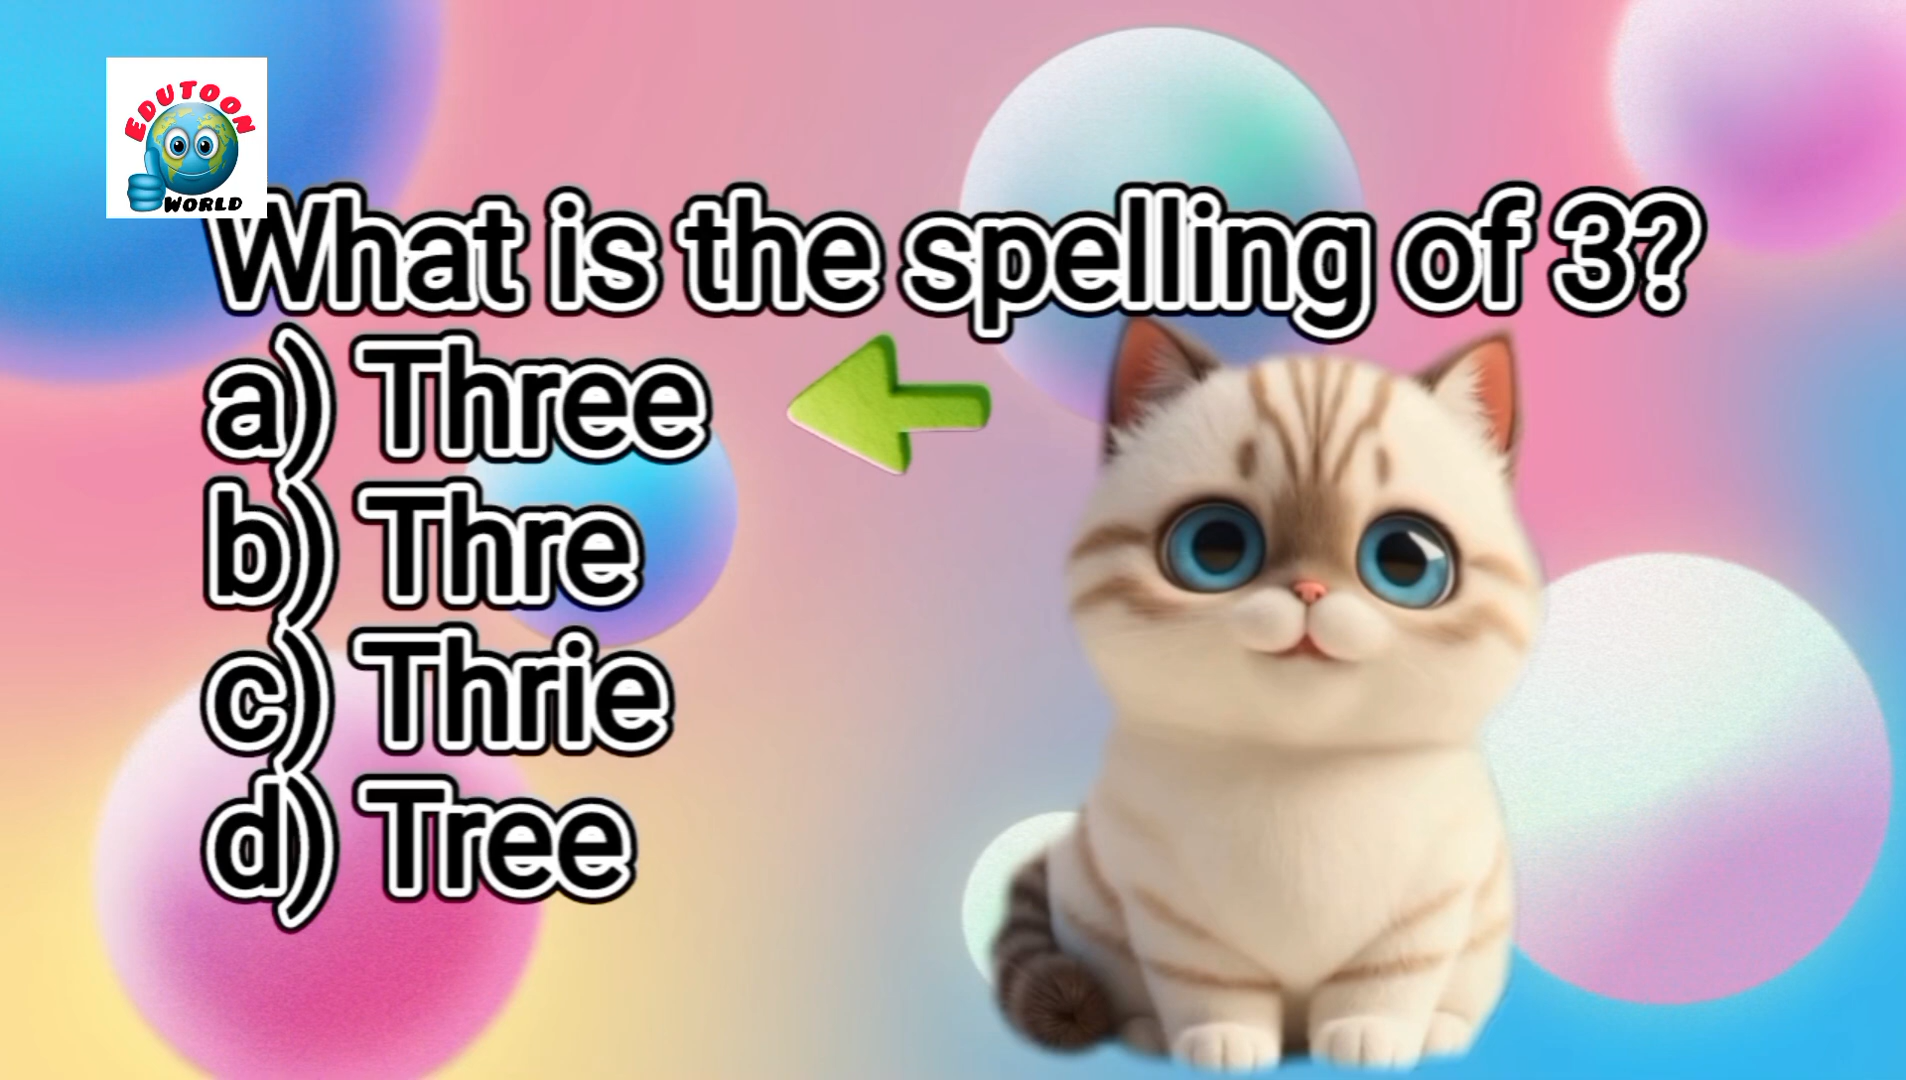 EDUTOON
WORLD
What is the spelling of 3?
a) Three
b) Thre
c) Thrie
d) Tree